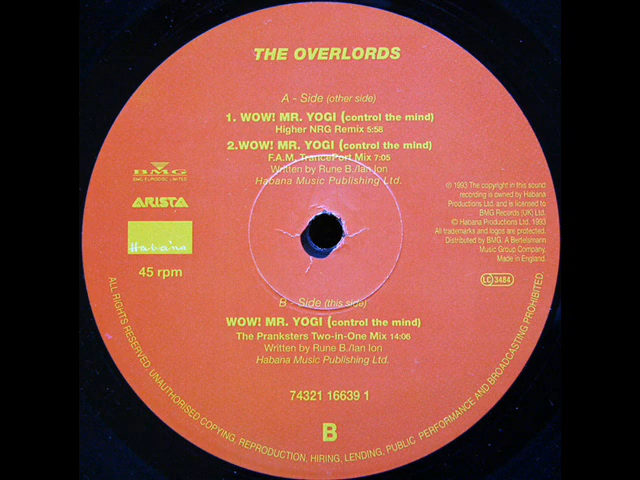 THE OVERLORDS
A - Side (other side)
1. WOW! MR. YOGI (control the mind)
Higher NRG Remix 5:58
2.WOW! MR. YOGI (control the mind)
F.A.M. TrancePort Mix 7:05
Written by Rune B./Ian Ion
Habana Music Publishing Ltd.
BMG
BMG EURODISC LIMITED
ARISTA
Habana
45 rpm
© 1993 The copyright in this sound
recording is owned by Habana
Productions Ltd. and is licensed to
BMG Records (UK) Ltd.
© Habana Productions Ltd. 1993
All trademarks and logos are protected.
Distributed by BMG. A Bertelsmann
Music Group Company.
Made in England.
LC 3484
B - Side (this side)
WOW! MR. YOGI (control the mind)
The Pranksters Two-In-One Mix 14:06
Written by Rune B./Ian Ion
Habana Music Publishing Ltd.
74321 16639 1
B
ALL RIGHTS RESERVED. UNAUTHORISED COPYING, REPRODUCTION, HIRING, LENDING, PUBLIC PERFORMANCE AND BROADCASTING PROHIBITED.